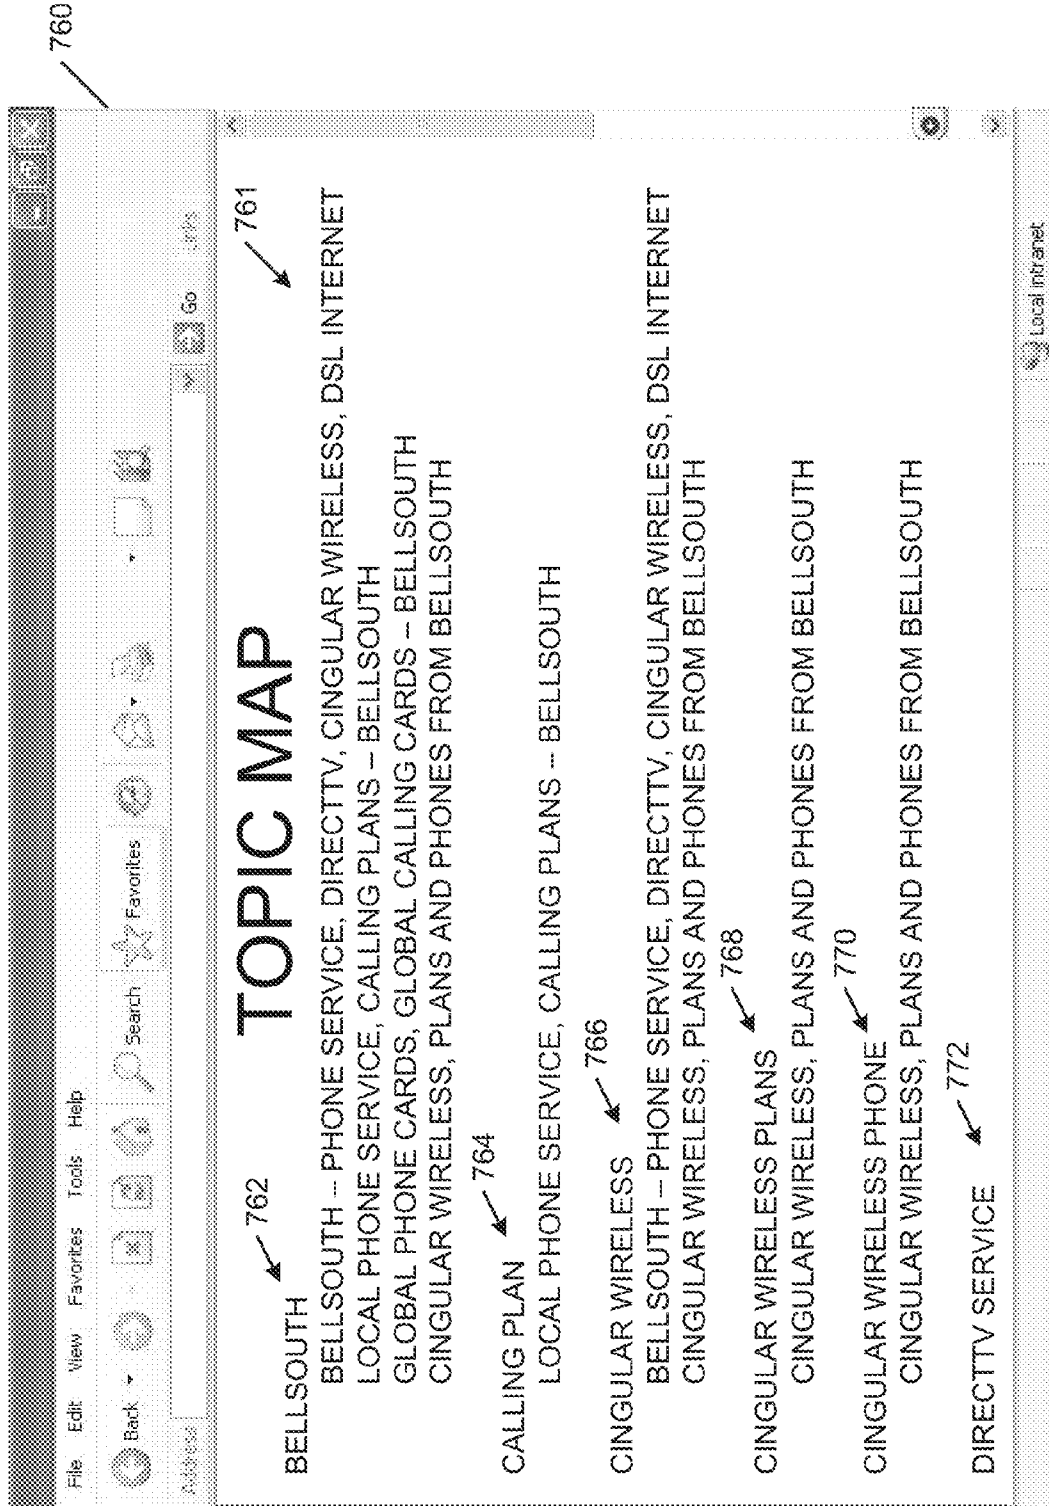 760
File Edit View Favorites Tools Help
Back Search Favorites
Address Go Links
TOPIC MAP
761
BELLSOUTH 762
BELLSOUTH – PHONE SERVICE, DIRECTTV, CINGULAR WIRELESS, DSL INTERNET
LOCAL PHONE SERVICE, CALLING PLANS – BELLSOUTH
GLOBAL PHONE CARDS, GLOBAL CALLING CARDS – BELLSOUTH
CINGULAR WIRELESS, PLANS AND PHONES FROM BELLSOUTH
CALLING PLAN 764
LOCAL PHONE SERVICE, CALLING PLANS – BELLSOUTH
CINGULAR WIRELESS 766
BELLSOUTH – PHONE SERVICE, DIRECTTV, CINGULAR WIRELESS, DSL INTERNET
CINGULAR WIRELESS, PLANS AND PHONES FROM BELLSOUTH
CINGULAR WIRELESS PLANS 768
CINGULAR WIRELESS, PLANS AND PHONES FROM BELLSOUTH
CINGULAR WIRELESS PHONE 770
CINGULAR WIRELESS, PLANS AND PHONES FROM BELLSOUTH
DIRECTTV SERVICE 772
Local intranet